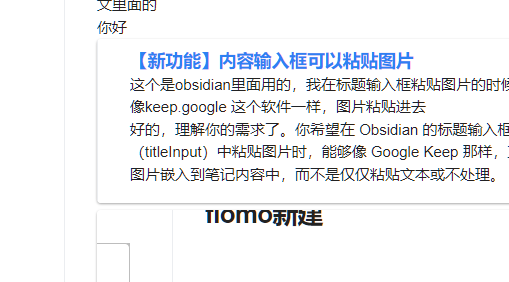 文里面的
你好
【新功能】内容输入框可以粘贴图片
这个是obsidian里面用的，我在标题输入框粘贴图片的时
像keep.google 这个软件一样，图片粘贴进去
好的，理解你的需求了。你希望在 Obsidian 的标题输入框
（titleInput）中粘贴图片时，能够像 Google Keep 那样，
图片嵌入到笔记内容中，而不是仅仅粘贴文本或不处理。
flomo新建